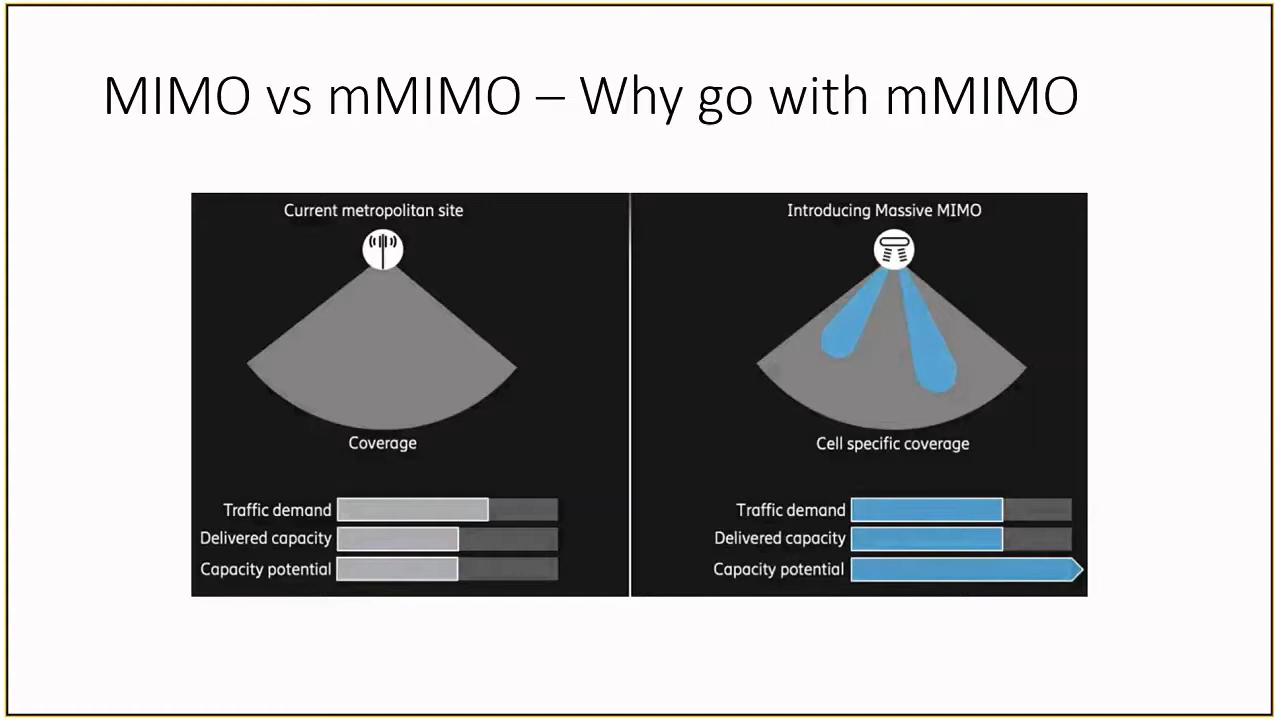 MIMO vs mMIMO – Why go with mMIMO
Current metropolitan site
Coverage
Traffic demand
Delivered capacity
Capacity potential
Introducing Massive MIMO
Cell specific coverage
Traffic demand
Delivered capacity
Capacity potential